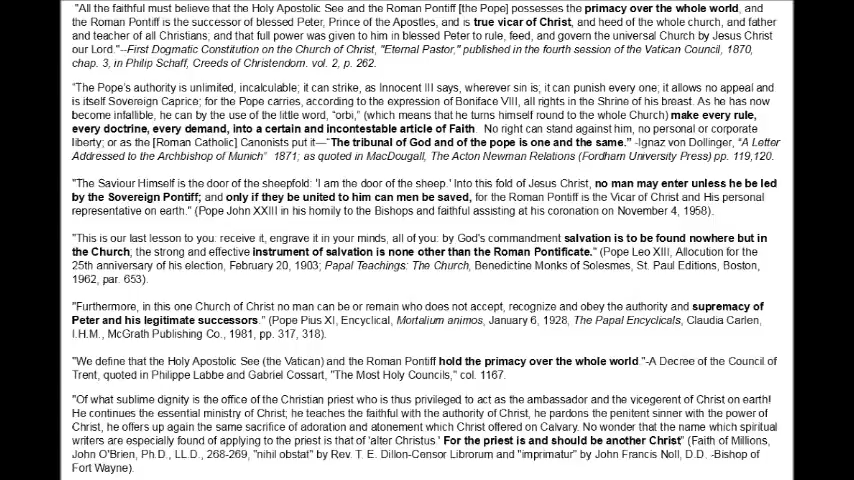 "All the faithful must believe that the Holy Apostolic See and the Roman Pontiff [the Pope] possesses the primacy over the whole world, and
the Roman Pontiff is the successor of blessed Peter, Prince of the Apostles, and is true vicar of Christ, and heed of the whole church, and father
and teacher of all Christians; and that full power was given to him in blessed Peter to rule, feed, and govern the universal Church by Jesus Christ
our Lord."--First Dogmatic Constitution on the Church of Christ, "Eternal Pastor," published in the fourth session of the Vatican Council, 1870,
chap. 3, in Philip Schaff, Creeds of Christendom. vol. 2, p. 262.
"The Pope's authority is unlimited, incalculable; it can strike, as Innocent III says, wherever sin is; it can punish every one; it allows no appeal and
is itself Sovereign Caprice; for the Pope carries, according to the expression of Boniface VIII, all rights in the Shrine of his breast. As he has now
become infallible, he can by the use of the little word, "orbi," (which means that he turns himself round to the whole Church) make every rule,
every doctrine, every demand, into a certain and incontestable article of Faith. No right can stand against him, no personal or corporate
liberty; or as the [Roman Catholic] Canonists put it—"The tribunal of God and of the pope is one and the same." -Ignaz von Dollinger, "A Letter
Addressed to the Archbishop of Munich" 1871; as quoted in MacDougall, The Acton Newman Relations (Fordham University Press) pp. 119,120.
"The Saviour Himself is the door of the sheepfold: 'I am the door of the sheep.' Into this fold of Jesus Christ, no man may enter unless he be led
by the Sovereign Pontiff; and only if they be united to him can men be saved, for the Roman Pontiff is the Vicar of Christ and His personal
representative on earth." (Pope John XXIII in his homily to the Bishops and faithful assisting at his coronation on November 4, 1958).
"This is our last lesson to you: receive it, engrave it in your minds, all of you: by God's commandment salvation is to be found nowhere but in
the Church; the strong and effective instrument of salvation is none other than the Roman Pontificate." (Pope Leo XIII, Allocution for the
25th anniversary of his election, February 20, 1903; Papal Teachings: The Church, Benedictine Monks of Solesmes, St. Paul Editions, Boston,
1962, par. 653).
"Furthermore, in this one Church of Christ no man can be or remain who does not accept, recognize and obey the authority and supremacy of
Peter and his legitimate successors." (Pope Pius XI, Encyclical, Mortalium animos, January 6, 1928, The Papal Encyclicals, Claudia Carlen,
I.H.M., McGrath Publishing Co., 1981, pp. 317, 318).
"We define that the Holy Apostolic See (the Vatican) and the Roman Pontiff hold the primacy over the whole world."-A Decree of the Council of
Trent, quoted in Philippe Labbe and Gabriel Cossart, "The Most Holy Councils," col. 1167.
"Of what sublime dignity is the office of the Christian priest who is thus privileged to act as the ambassador and the vicegerent of Christ on earth!
He continues the essential ministry of Christ; he teaches the faithful with the authority of Christ, he pardons the penitent sinner with the power of
Christ, he offers up again the same sacrifice of adoration and atonement which Christ offered on Calvary. No wonder that the name which spiritual
writers are especially found of applying to the priest is that of 'alter Christus.' For the priest is and should be another Christ" (Faith of Millions,
John O'Brien, Ph.D., LL.D., 268-269, "nihil obstat" by Rev. T. E. Dillon-Censor Librorum and "imprimatur" by John Francis Noll, D.D. -Bishop of
Fort Wayne).